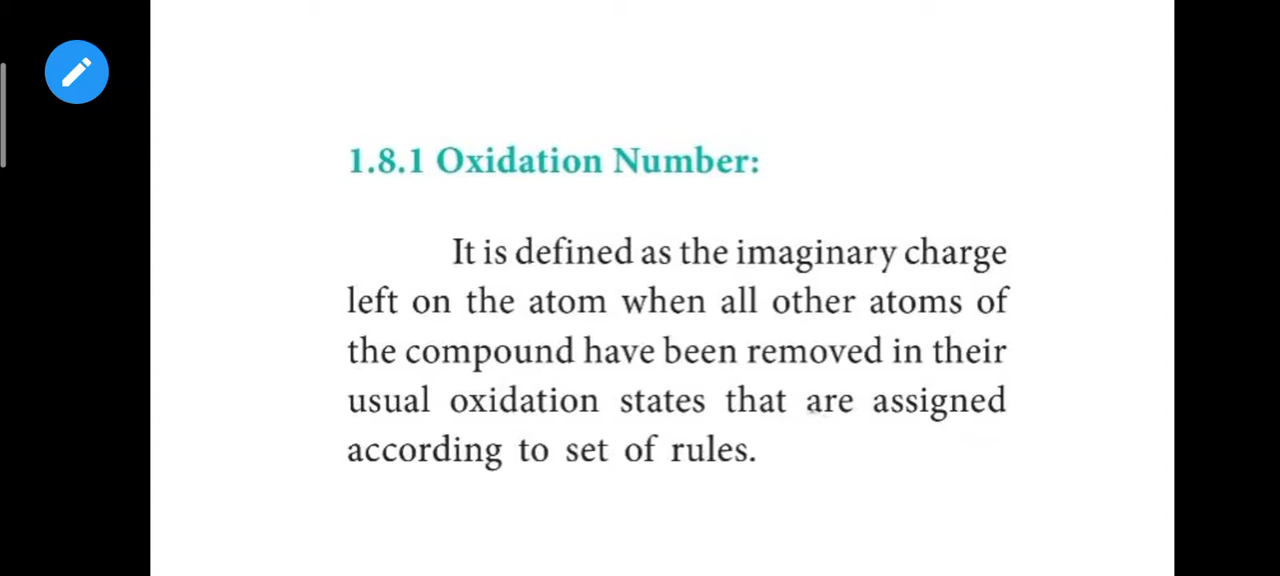 1.8.1 Oxidation Number:
It is defined as the imaginary charge
left on the atom when all other atoms of
the compound have been removed in their
usual oxidation states that are assigned
according to set of rules.